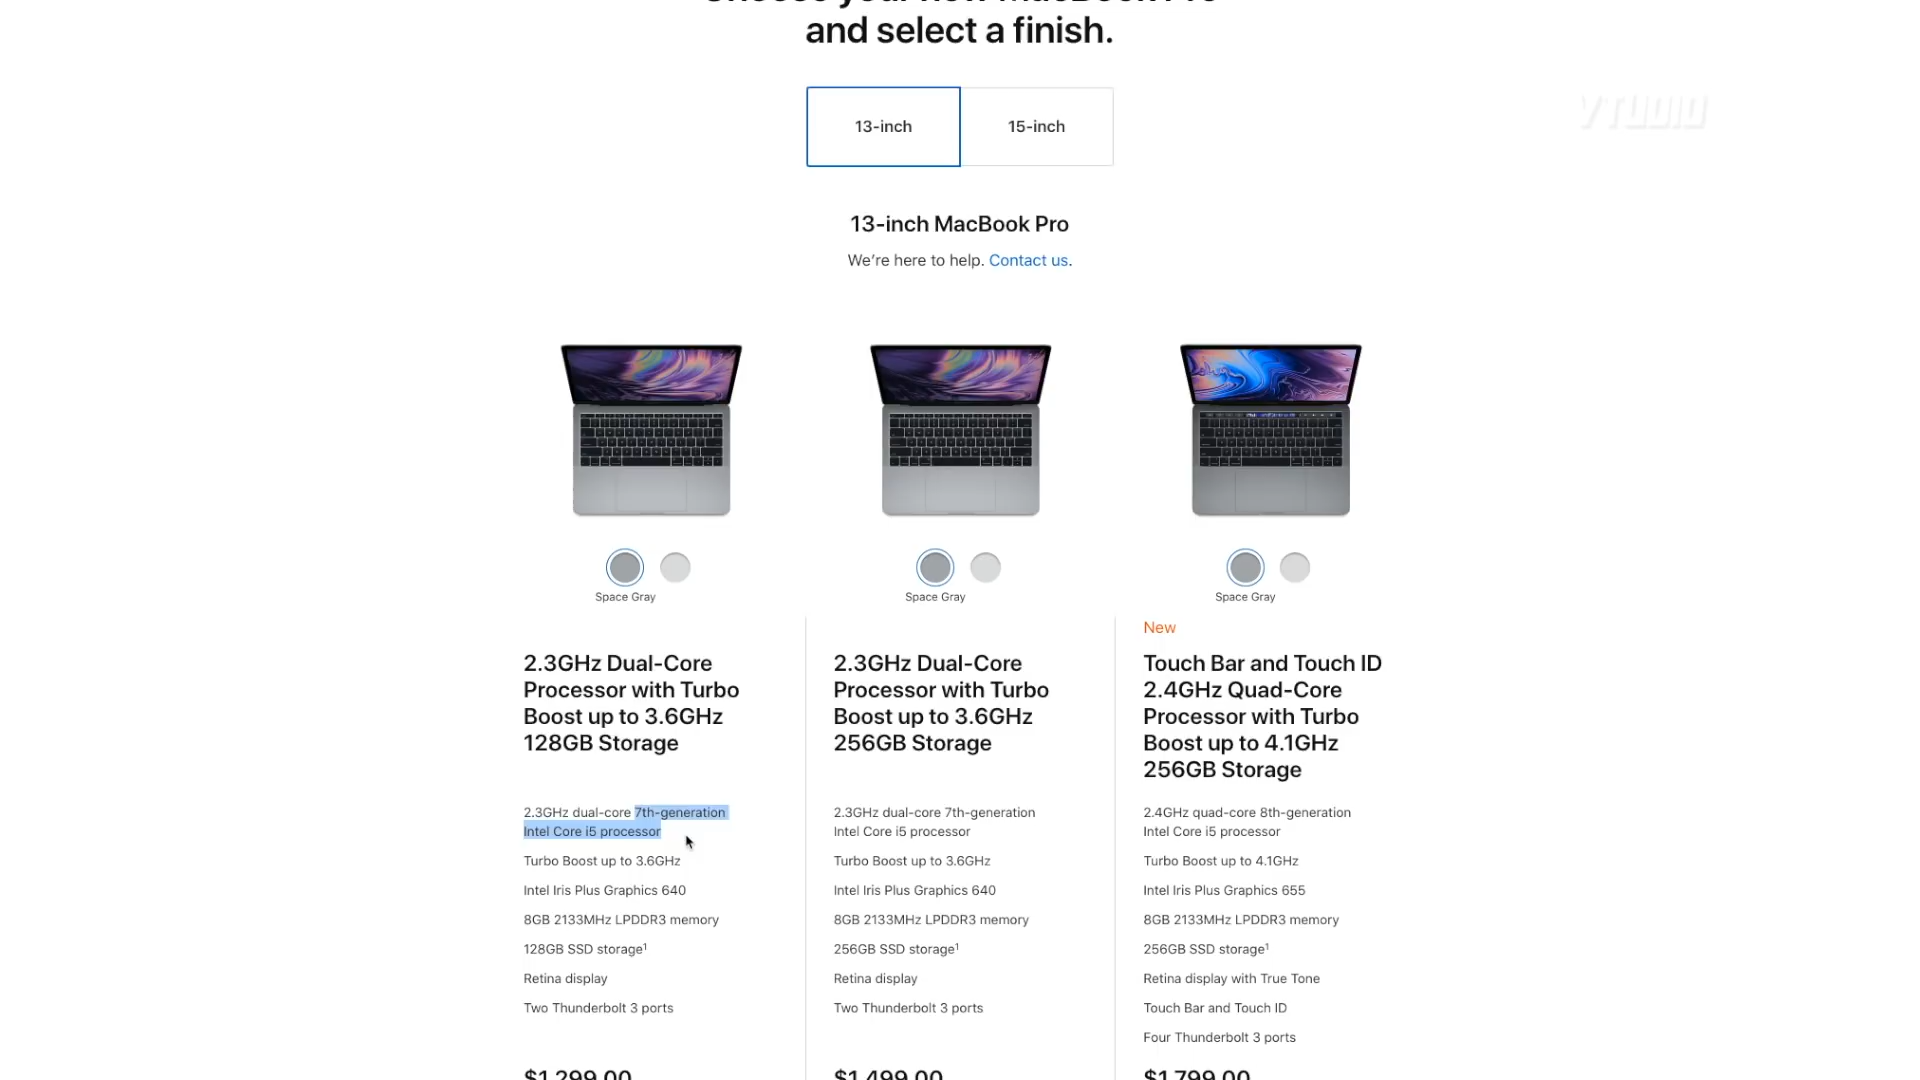 Choose your new MacBook Pro
and select a finish.
13-inch
15-inch
VTUDIO
13-inch MacBook Pro
We're here to help. Contact us.
Space Gray
Space Gray
Space Gray
2.3GHz Dual-Core
Processor with Turbo
Boost up to 3.6GHz
128GB Storage
2.3GHz dual-core 7th-generation
Intel Core i5 processor
Turbo Boost up to 3.6GHz
Intel Iris Plus Graphics 640
8GB 2133MHz LPDDR3 memory
128GB SSD storage¹
Retina display
Two Thunderbolt 3 ports
$1,299.00
2.3GHz Dual-Core
Processor with Turbo
Boost up to 3.6GHz
256GB Storage
2.3GHz dual-core 7th-generation
Intel Core i5 processor
Turbo Boost up to 3.6GHz
Intel Iris Plus Graphics 640
8GB 2133MHz LPDDR3 memory
256GB SSD storage¹
Retina display
Two Thunderbolt 3 ports
$1,499.00
New
Touch Bar and Touch ID
2.4GHz Quad-Core
Processor with Turbo
Boost up to 4.1GHz
256GB Storage
2.4GHz quad-core 8th-generation
Intel Core i5 processor
Turbo Boost up to 4.1GHz
Intel Iris Plus Graphics 655
8GB 2133MHz LPDDR3 memory
256GB SSD storage¹
Retina display with True Tone
Touch Bar and Touch ID
Four Thunderbolt 3 ports
$1,799.00